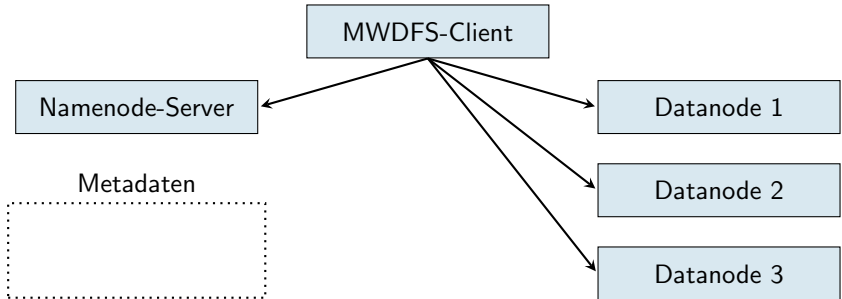 MWDFS-Client
Namenode-Server
Datanode 1
Metadaten
Datanode 2
Datanode 3